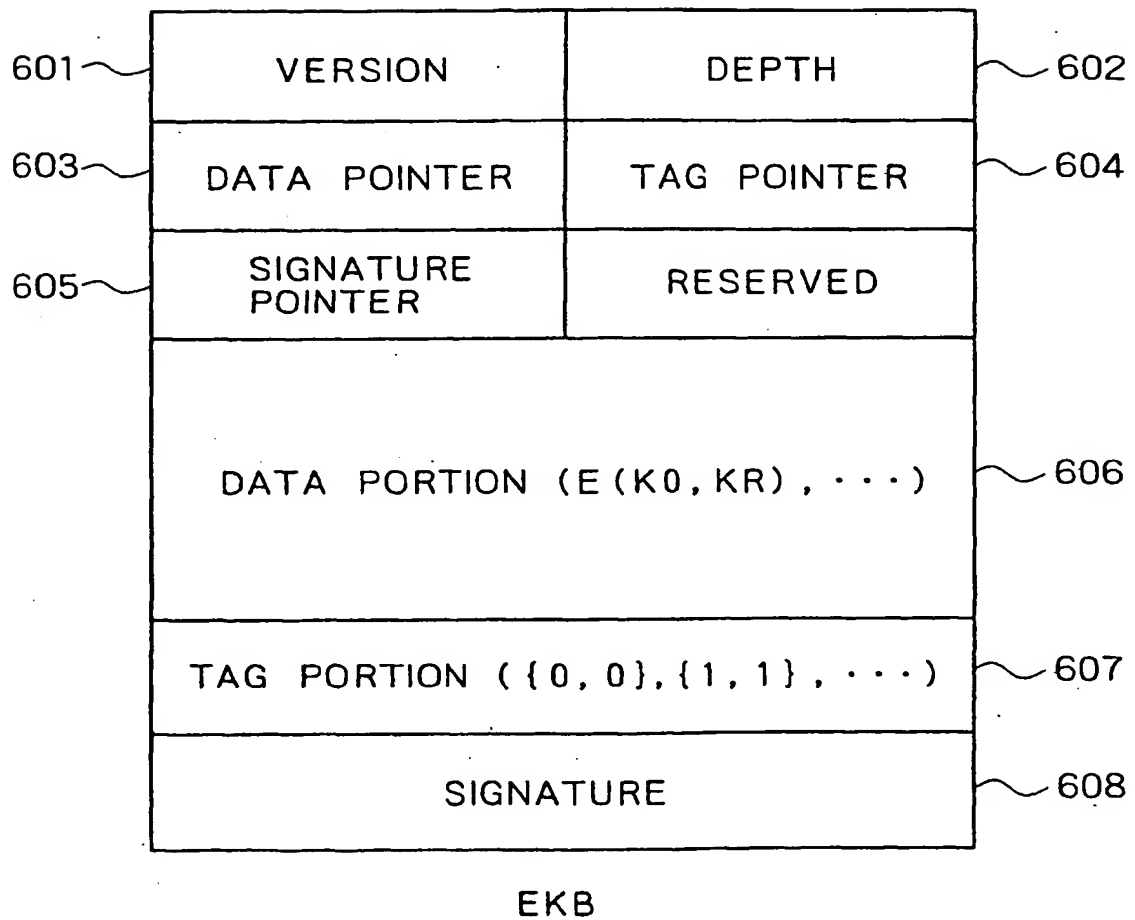 601
VERSION
DEPTH
602
603
DATA POINTER
TAG POINTER
604
605
SIGNATURE
POINTER
RESERVED
DATA PORTION (E(K0,KR), ···)
606
TAG PORTION ({0,0},{1,1}, ···)
607
SIGNATURE
608
EKB